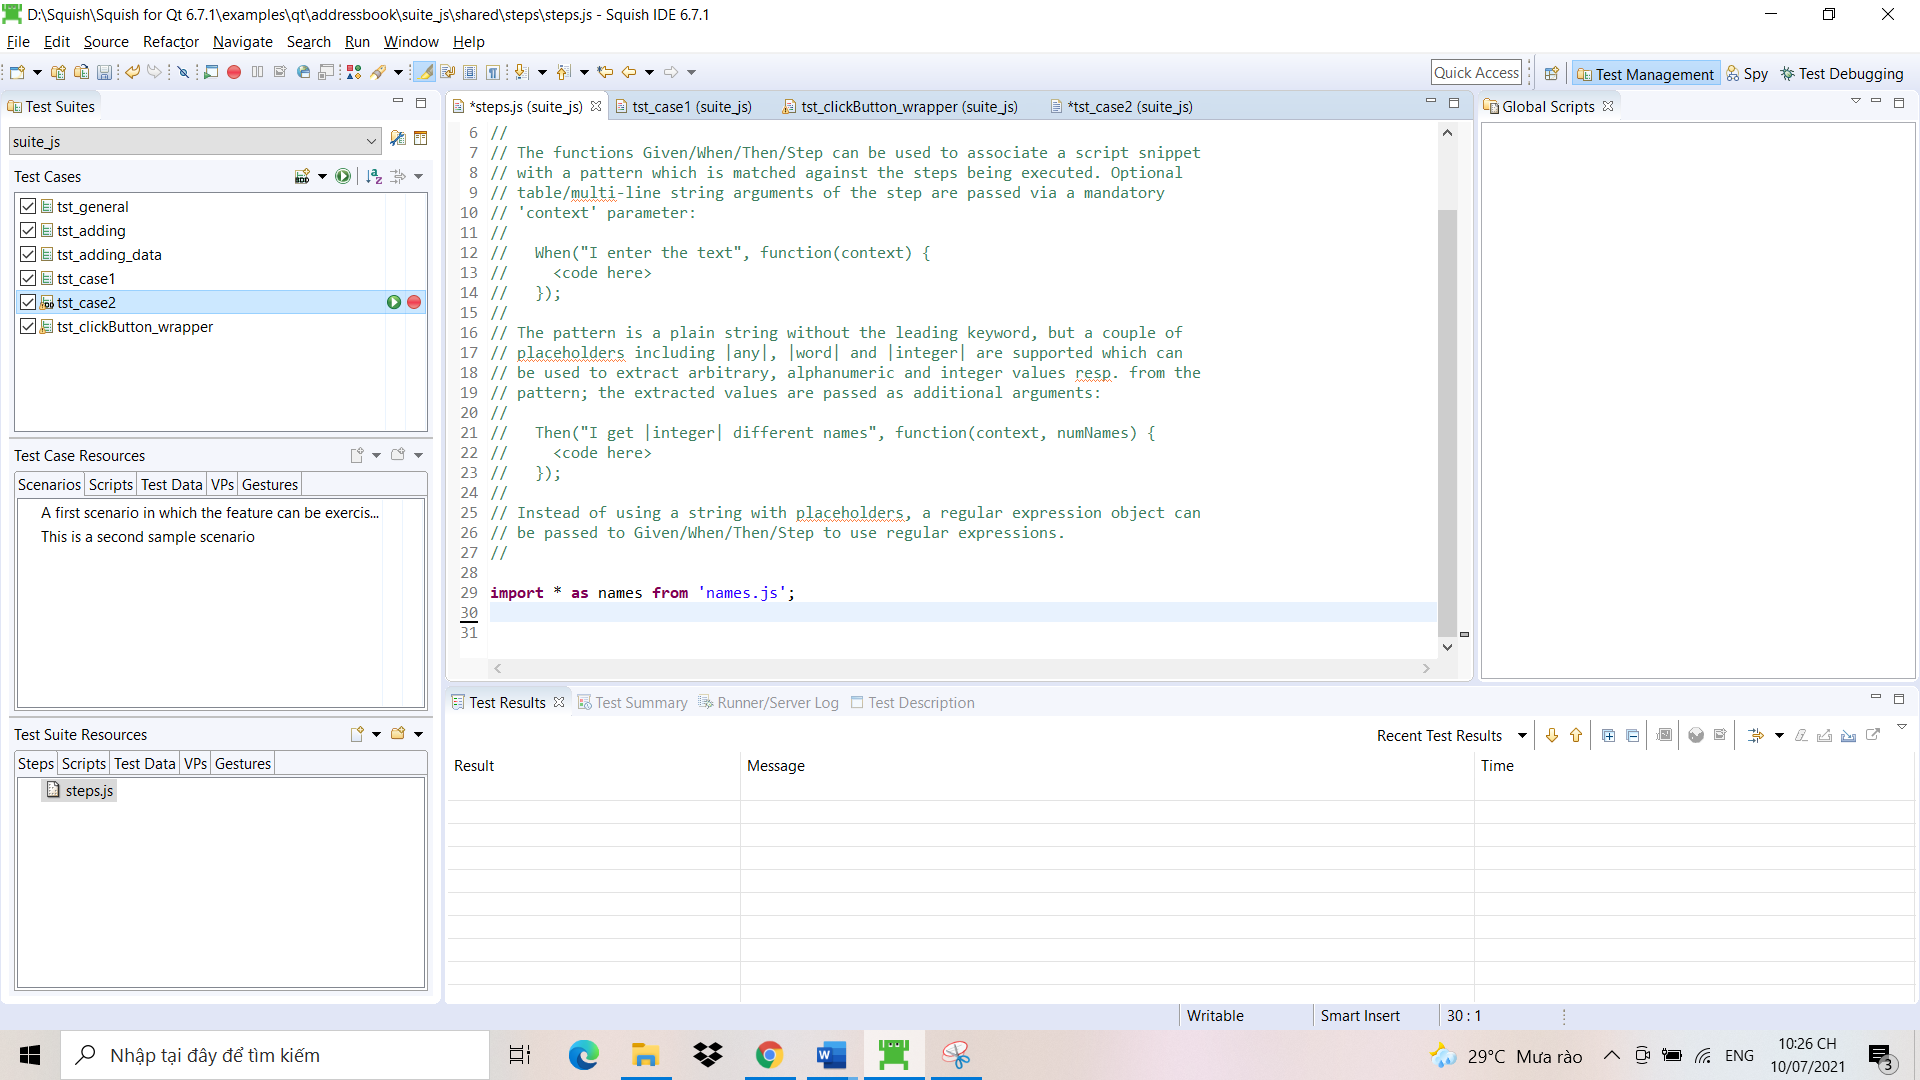 D:\Squish\Squish for Qt 6.7.1\examples\qt\addressbook\suite_js\shared\steps\steps.js - Squish IDE 6.7.1
File Edit Source Refactor Navigate Search Run Window Help
Quick Access
Test Management
Spy
Test Debugging
Test Suites
suite_js
Test Cases
tst_general
tst_adding
tst_adding_data
tst_case1
tst_case2
tst_clickButton_wrapper
Test Case Resources
Scenarios Scripts Test Data VPs Gestures
A first scenario in which the feature can be exercis...
This is a second sample scenario
Test Suite Resources
Steps Scripts Test Data VPs Gestures
steps.js
*steps.js (suite_js) tst_case1 (suite_js) tst_clickButton_wrapper (suite_js) *tst_case2 (suite_js)
6 //
7 // The functions Given/When/Then/Step can be used to associate a script snippet
8 // with a pattern which is matched against the steps being executed. Optional
9 // table/multi-line string arguments of the step are passed via a mandatory
10 // 'context' parameter:
11 //
12 //   When("I enter the text", function(context) {
13 //     <code here>
14 //   });
15 //
16 // The pattern is a plain string without the leading keyword, but a couple of
17 // placeholders including |any|, |word| and |integer| are supported which can
18 // be used to extract arbitrary, alphanumeric and integer values resp. from the
19 // pattern; the extracted values are passed as additional arguments:
20 //
21 //   Then("I get |integer| different names", function(context, numNames) {
22 //     <code here>
23 //   });
24 //
25 // Instead of using a string with placeholders, a regular expression object can
26 // be passed to Given/When/Then/Step to use regular expressions.
27 //
28
29 import * as names from 'names.js';
30
31
Global Scripts
Test Results Test Summary Runner/Server Log Test Description
Recent Test Results
Result Message Time
Writable Smart Insert 30 : 1
Nhập tại đây để tìm kiếm
29°C Mưa rào
ENG
10:26 CH
10/07/2021
3